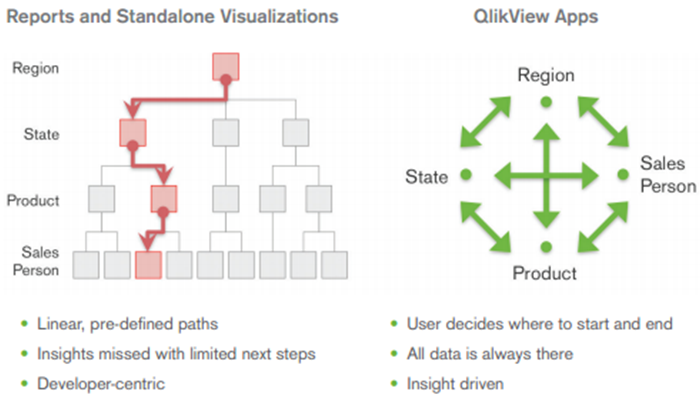 Reports and Standalone Visualizations
Region
State
Product
Sales
Person
• Linear, pre-defined paths
• Insights missed with limited next steps
• Developer-centric
QlikView Apps
Region
State
Sales
Person
Product
• User decides where to start and end
• All data is always there
• Insight driven